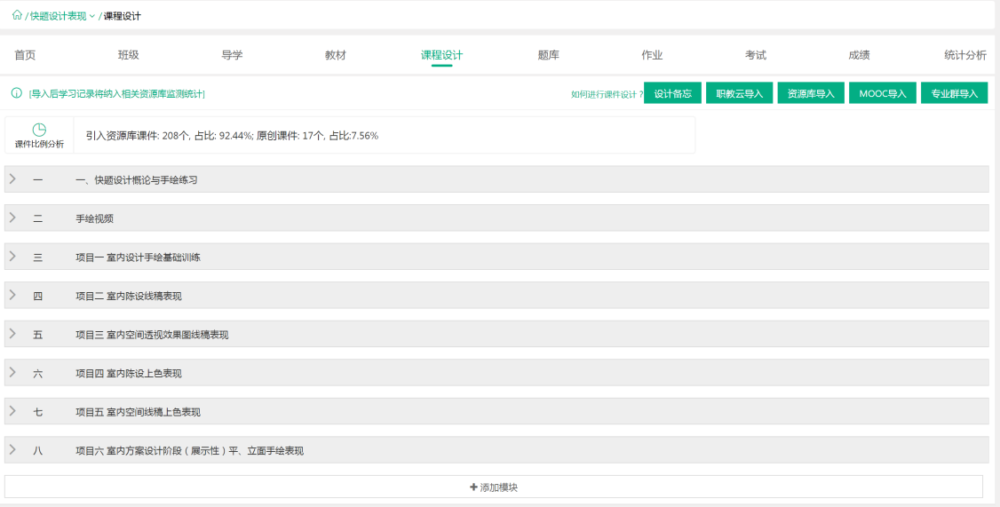 /快题设计表现 /课程设计
首页 班级 导学 教材 课程设计 题库 作业 考试 成绩 统计分析
[导入后学习记录将纳入相关资源库监测统计] 如何进行课件设计 ? 设计备忘 职教云导入 资源库导入 MOOC导入 专业群导入
课件比例分析 引入资源库课件: 208个, 占比: 92.44%; 原创课件: 17个, 占比:7.56%
一 一、快题设计概论与手绘练习
二 手绘视频
三 项目一 室内设计手绘基础训练
四 项目二 室内陈设线稿表现
五 项目三 室内空间透视效果图线稿表现
六 项目四 室内陈设上色表现
七 项目五 室内空间线稿上色表现
八 项目六 室内方案设计阶段（展示性）平、立面手绘表现
+ 添加模块